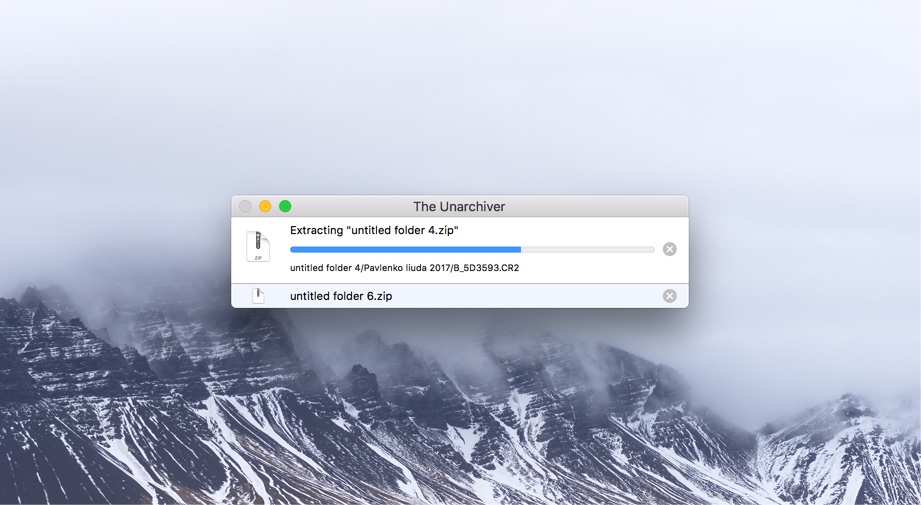 The Unarchiver
Extracting "untitled folder 4.zip"
ZIP
untitled folder 4/Pavlenko liuda 2017/B_5D3593.CR2
untitled folder 6.zip